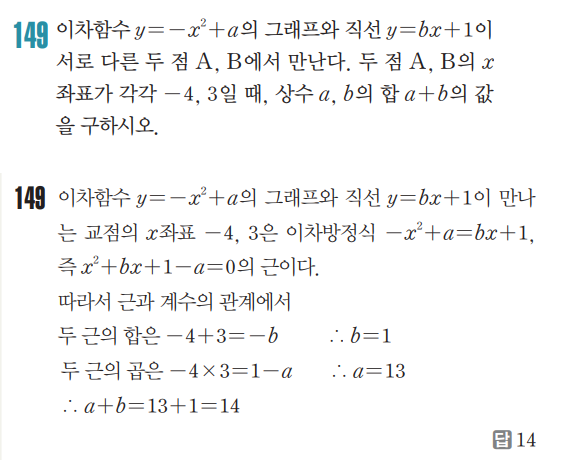 149 이차함수 y=-x²+a의 그래프와 직선 y=bx+1이
서로 다른 두 점 A, B에서 만난다. 두 점 A, B의 x
좌표가 각각 -4, 3일 때, 상수 a, b의 합 a+b의 값
을 구하시오.
149 이차함수 y=-x²+a의 그래프와 직선 y=bx+1이 만나
는 교점의 x좌표 -4, 3은 이차방정식 -x²+a=bx+1,
즉 x²+bx+1-a=0의 근이다.
따라서 근과 계수의 관계에서
두 근의 합은 -4+3=-b ∴ b=1
두 근의 곱은 -4×3=1-a ∴ a=13
∴ a+b=13+1=14
답 14